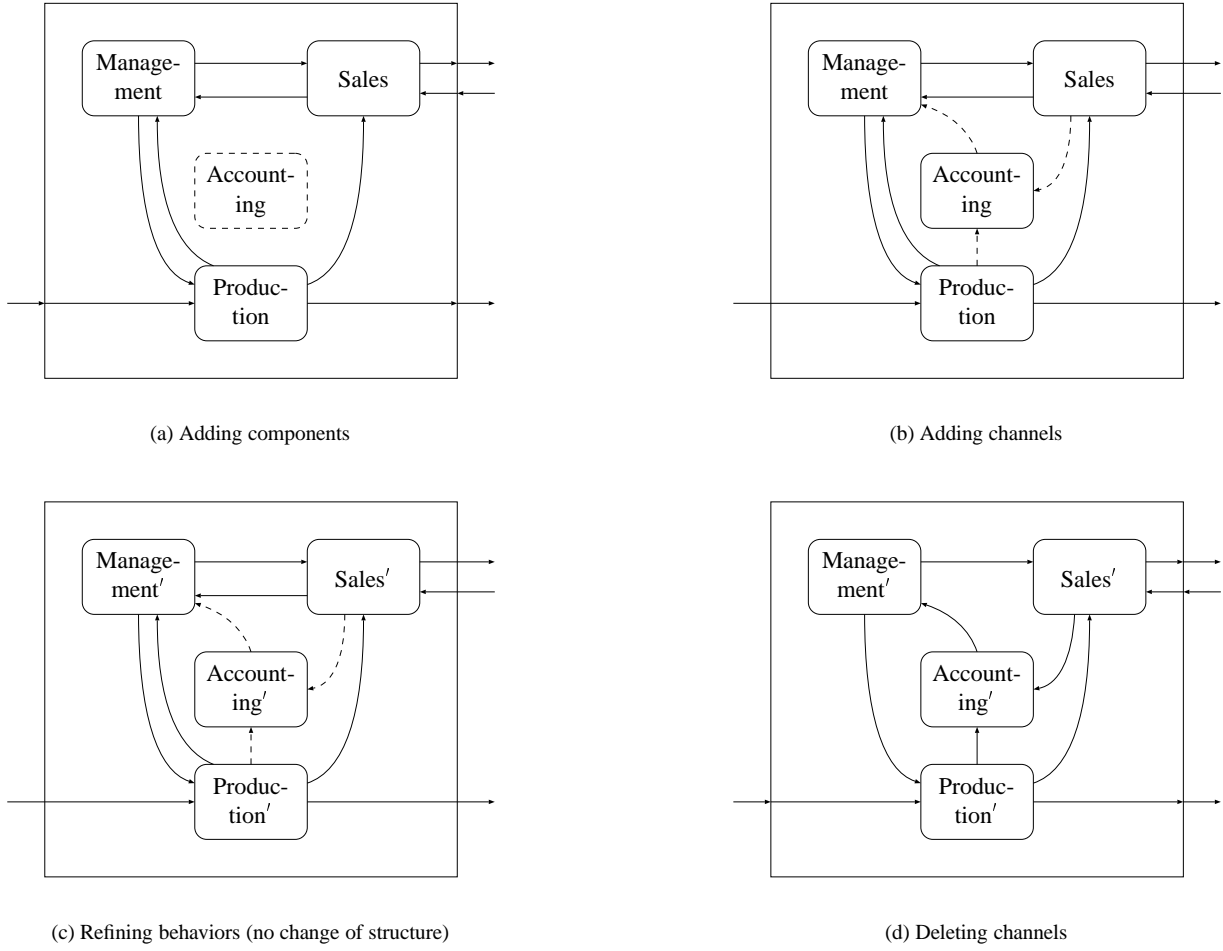 Manage-
ment
Sales
Account-
ing
Produc-
tion
(a) Adding components
Manage-
ment
Sales
Account-
ing
Produc-
tion
(b) Adding channels
Manage-
ment′
Sales′
Account-
ing′
Produc-
tion′
(c) Refining behaviors (no change of structure)
Manage-
ment′
Sales′
Account-
ing′
Produc-
tion′
(d) Deleting channels